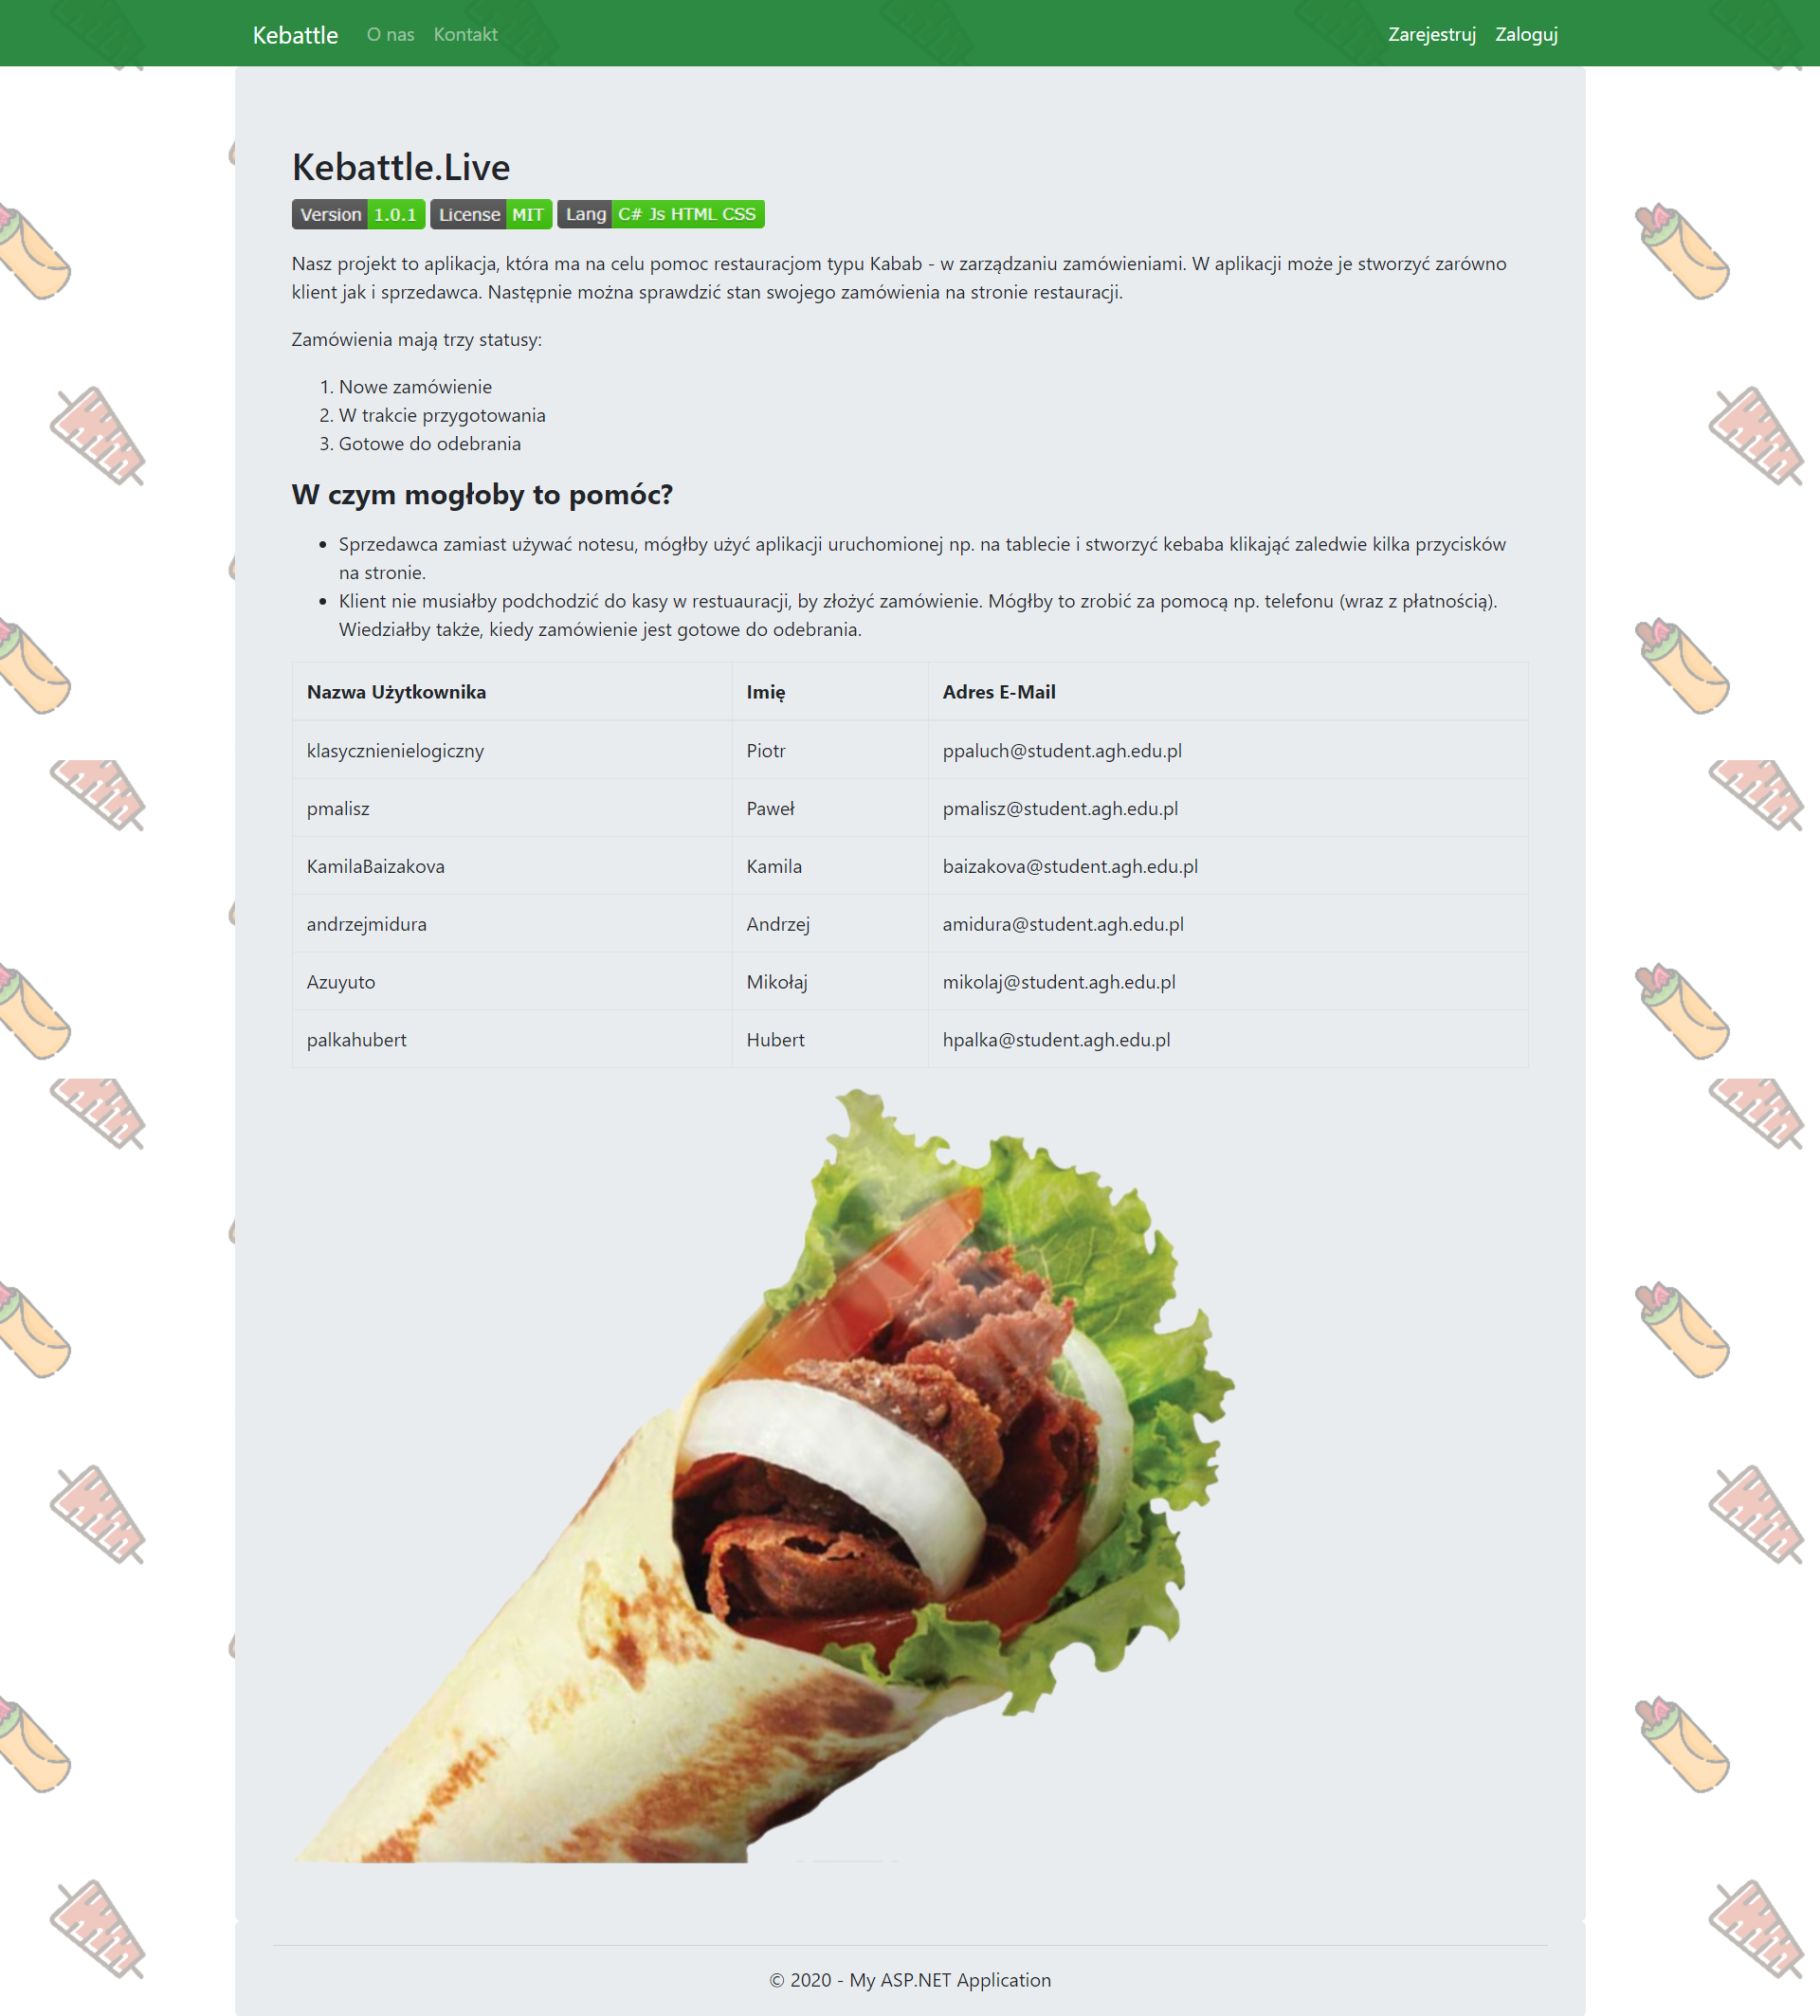 Kebattle O nas Kontakt Zarejestruj Zaloguj
Kebattle.Live
Version 1.0.1 License MIT Lang C# Js HTML CSS
Nasz projekt to aplikacja, która ma na celu pomoc restauracjom typu Kabab - w zarządzaniu zamówieniami. W aplikacji może je stworzyć zarówno
klient jak i sprzedawca. Następnie można sprawdzić stan swojego zamówienia na stronie restauracji.
Zamówienia mają trzy statusy:
1. Nowe zamówienie
2. W trakcie przygotowania
3. Gotowe do odebrania
W czym mogłoby to pomóc?
• Sprzedawca zamiast używać notesu, mógłby użyć aplikacji uruchomionej np. na tablecie i stworzyć kebaba klikająć zaledwie kilka przycisków
na stronie.
• Klient nie musiałby podchodzić do kasy w restuauracji, by złożyć zamówienie. Mógłby to zrobić za pomocą np. telefonu (wraz z płatnością).
Wiedziałby także, kiedy zamówienie jest gotowe do odebrania.
Nazwa Użytkownika Imię Adres E-Mail
klasycznienielogiczny Piotr ppaluch@student.agh.edu.pl
pmalisz Paweł pmalisz@student.agh.edu.pl
KamilaBaizakova Kamila baizakova@student.agh.edu.pl
andrzejmidura Andrzej amidura@student.agh.edu.pl
Azuyuto Mikołaj mikolaj@student.agh.edu.pl
palkahubert Hubert hpalka@student.agh.edu.pl
© 2020 - My ASP.NET Application